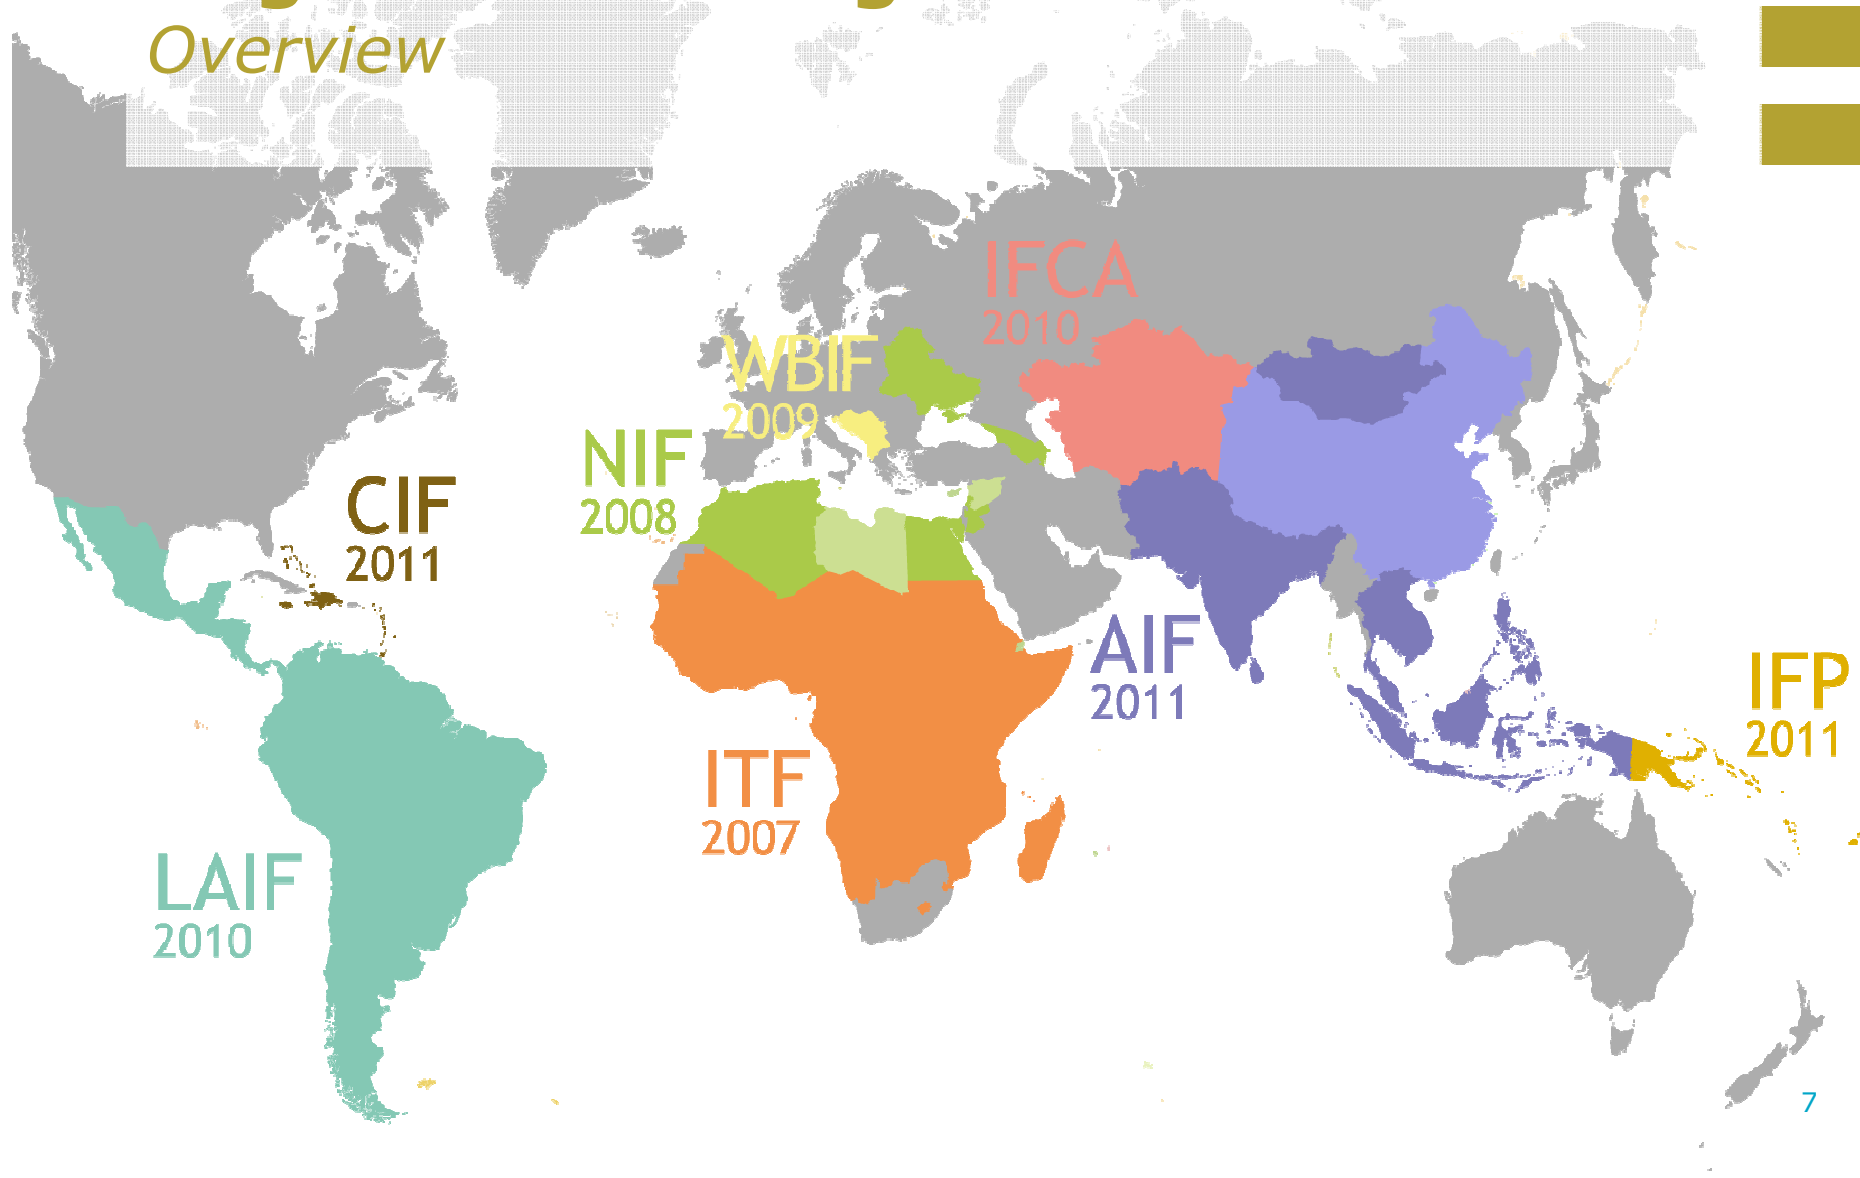 Overview
IFCA
2010
WBIF
2009
NIF
2008
CIF
2011
AIF
2011
IFP
2011
ITF
2007
LAIF
2010
7